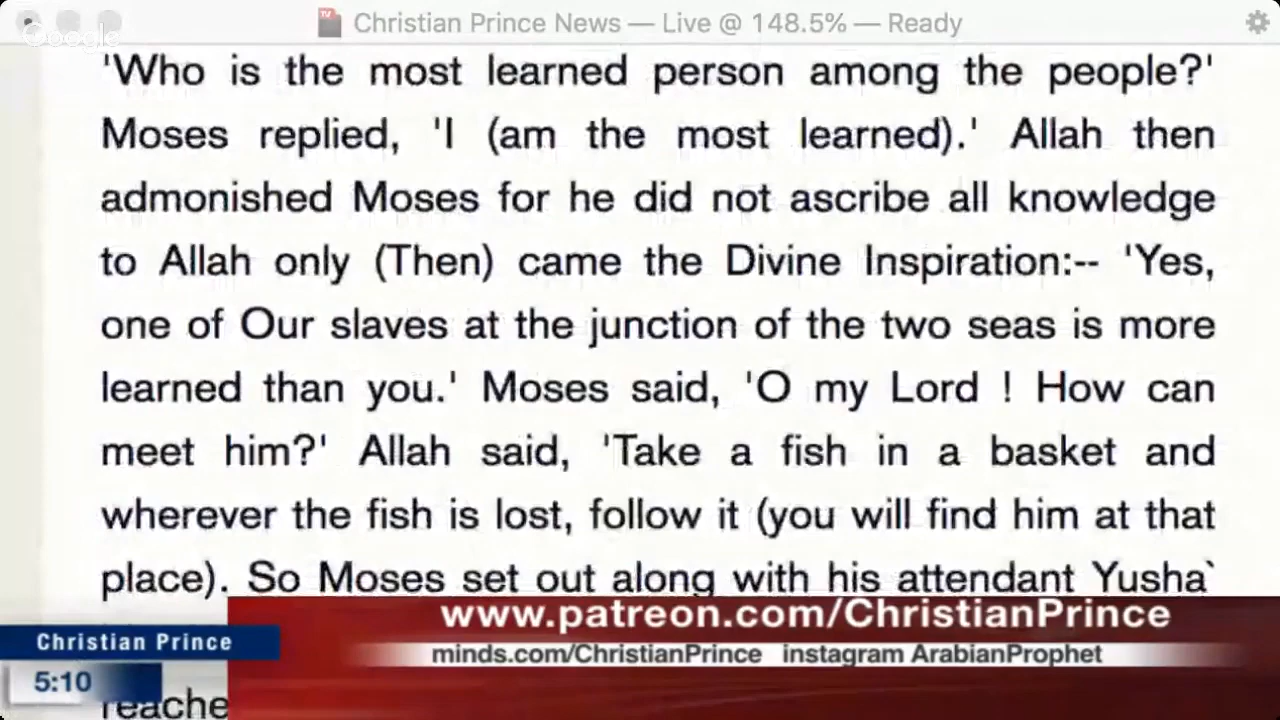 Google
TV
Christian Prince News — Live @ 148.5% — Ready
'Who is the most learned person among the people?'
Moses replied, 'I (am the most learned).' Allah then
admonished Moses for he did not ascribe all knowledge
to Allah only (Then) came the Divine Inspiration:-- 'Yes,
one of Our slaves at the junction of the two seas is more
learned than you.' Moses said, 'O my Lord ! How can
meet him?' Allah said, 'Take a fish in a basket and
wherever the fish is lost, follow it (you will find him at that
place). So Moses set out along with his attendant Yusha`
www.patreon.com/ChristianPrince
Christian Prince
minds.com/ChristianPrince instagram ArabianProphet
5:10
reache